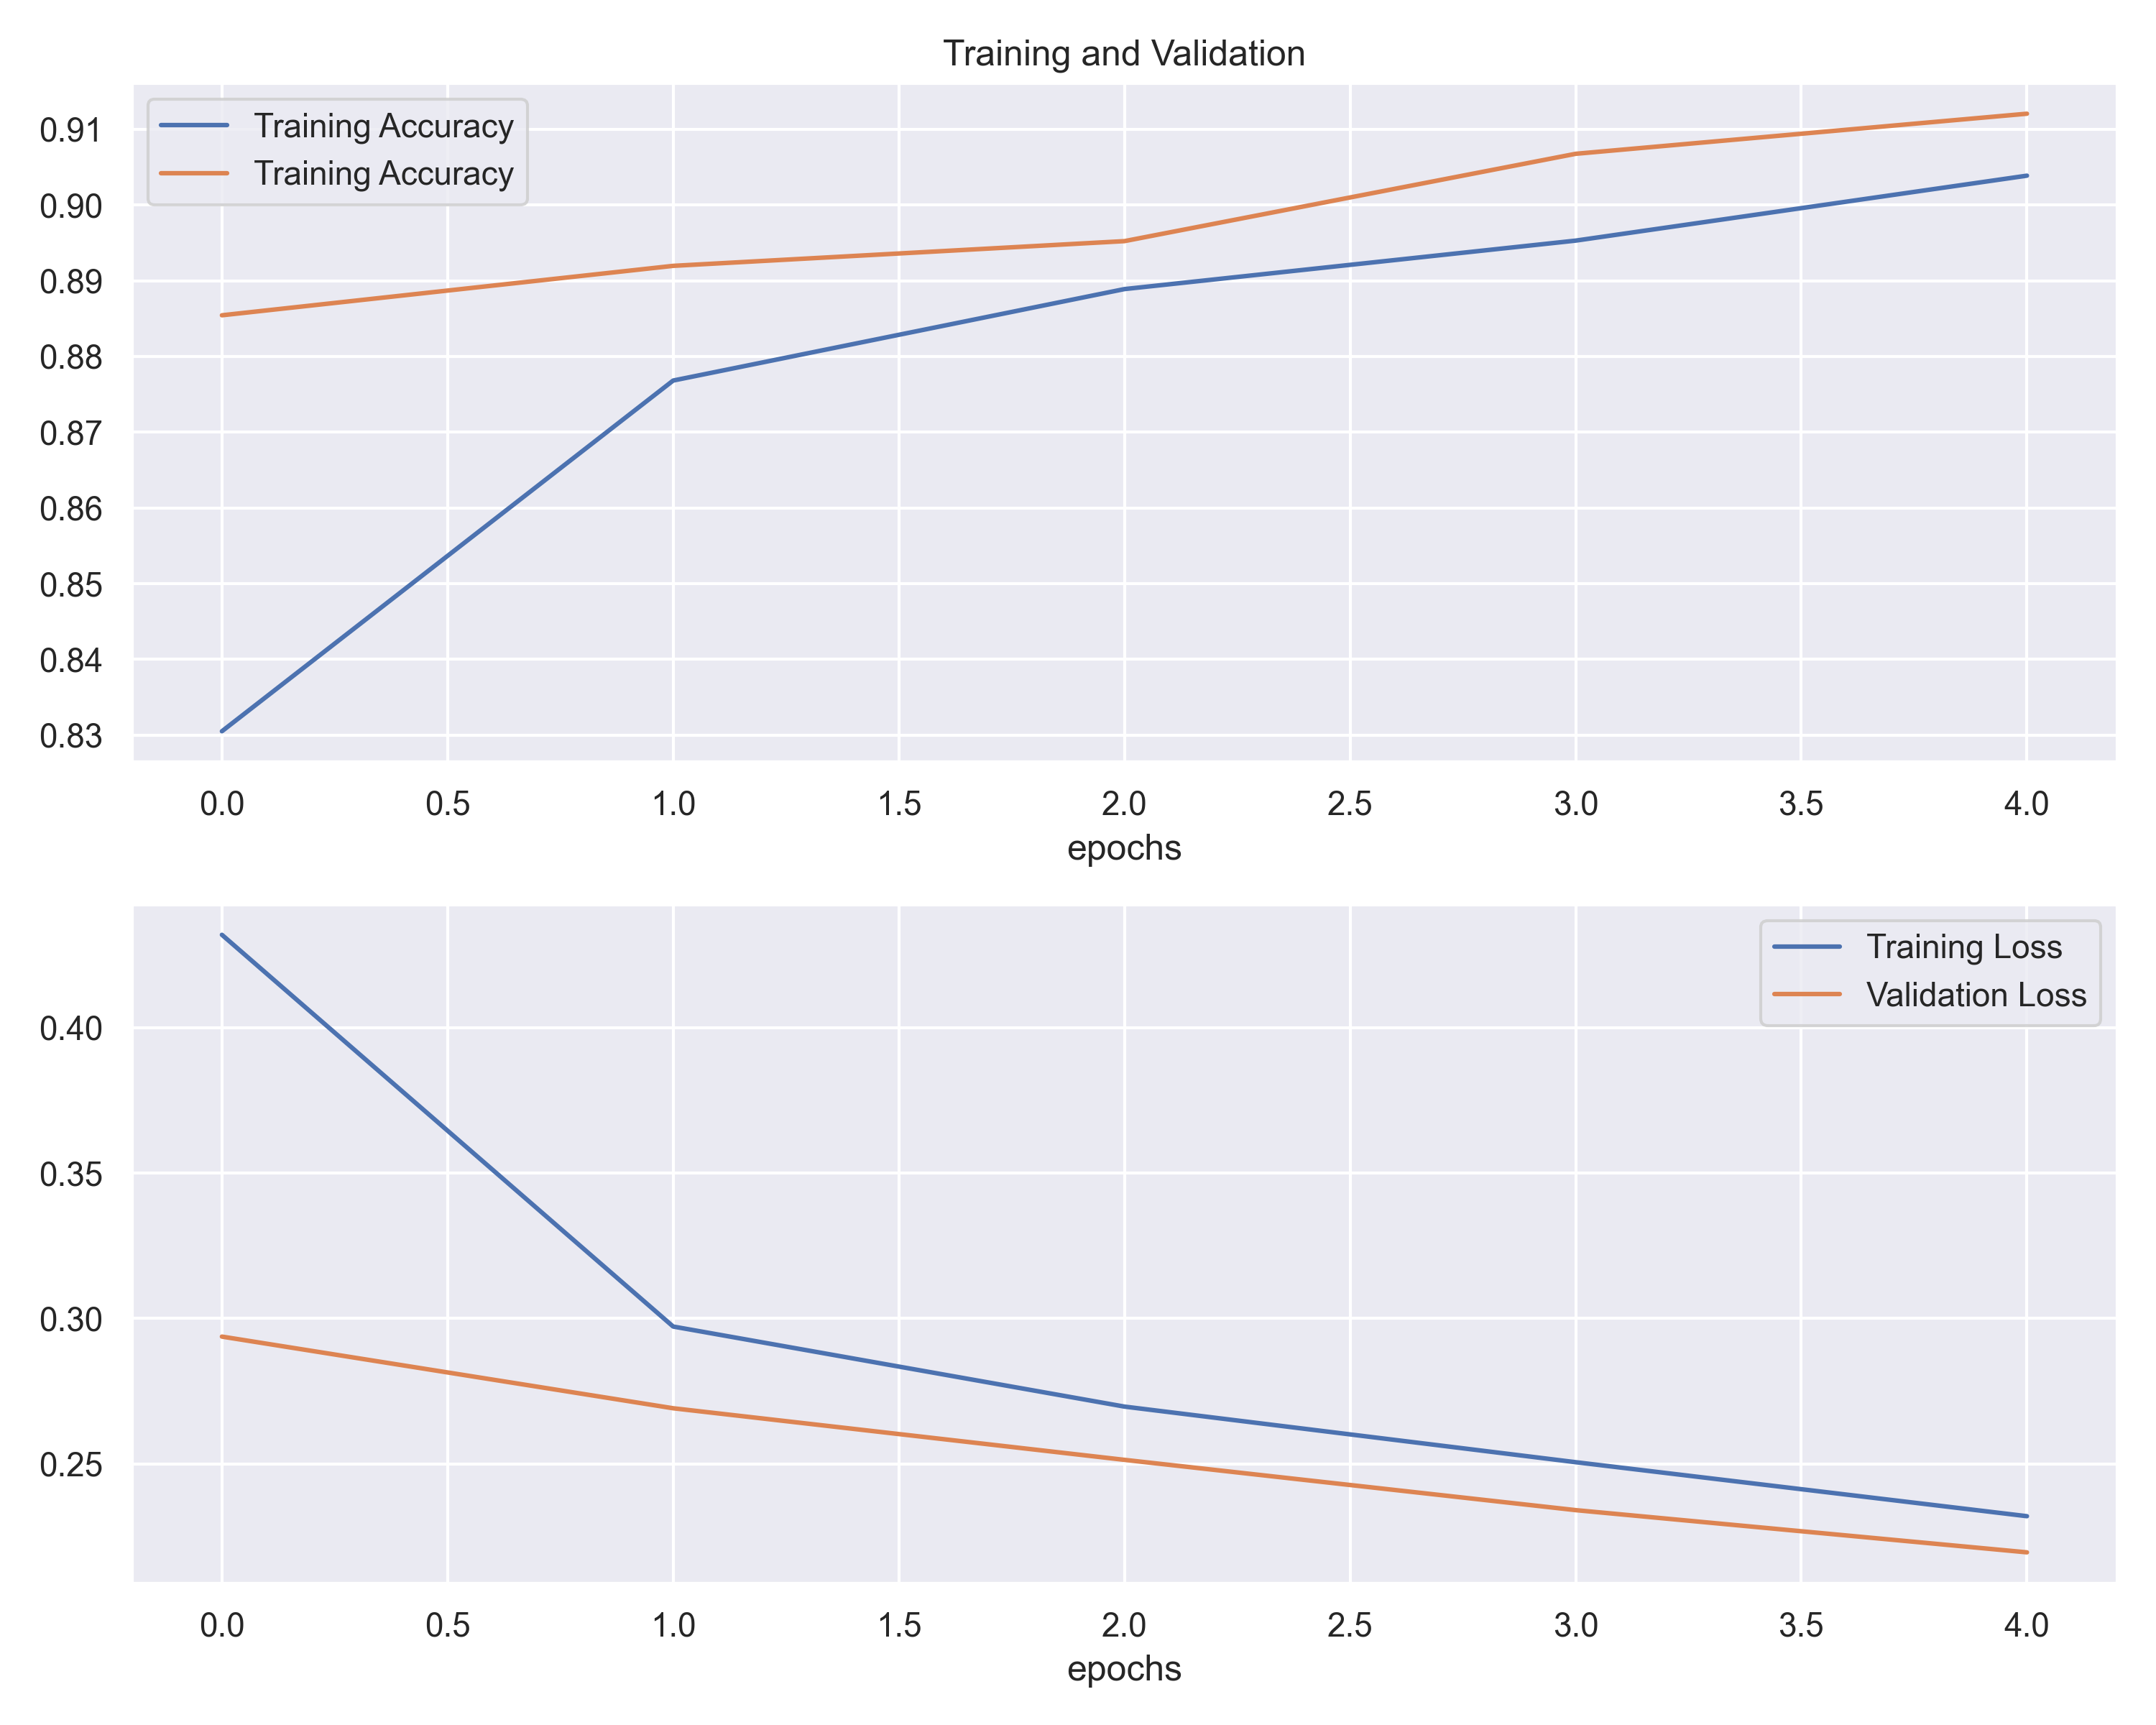 Training and Validation
Training Accuracy
Training Accuracy
0.91
0.90
0.89
0.88
0.87
0.86
0.85
0.84
0.83
0.0 0.5 1.0 1.5 2.0 2.5 3.0 3.5 4.0
epochs
Training Loss
Validation Loss
0.40
0.35
0.30
0.25
0.0 0.5 1.0 1.5 2.0 2.5 3.0 3.5 4.0
epochs